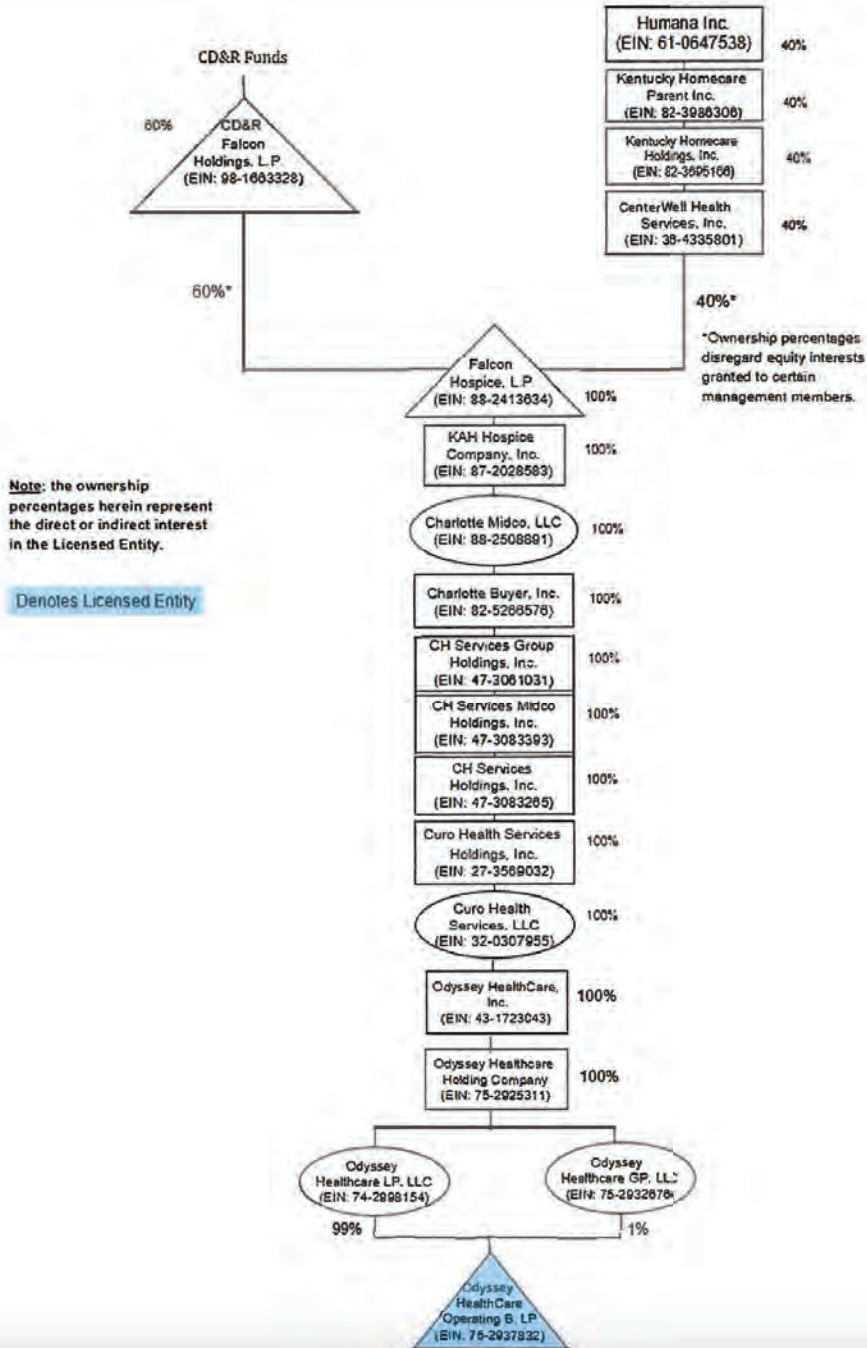 CD&R Funds
60%
CD&R
Falcon
Holdings, L.P.
(EIN: 98-1663328)
60%*
Humana Inc.
(EIN: 61-0647538)
40%
Kentucky Homecare
Parent Inc.
(EIN: 82-3986306)
40%
Kentucky Homecare
Holdings, Inc.
(EIN: 82-3695166)
40%
CenterWell Health
Services, Inc.
(EIN: 36-4335801)
40%
40%*
*Ownership percentages
disregard equity interests
granted to certain
management members.
Falcon
Hospice, L.P.
(EIN: 88-2413634)
100%
KAH Hospice
Company, Inc.
(EIN: 87-2028583)
100%
Note: the ownership
percentages herein represent
the direct or indirect interest
in the Licensed Entity.
Denotes Licensed Entity
Charlotte Midco, LLC
(EIN: 88-2508891)
100%
Charlotte Buyer, Inc.
(EIN: 82-5266576)
100%
CH Services Group
Holdings, Inc.
(EIN: 47-3061031)
100%
CH Services Midco
Holdings, Inc.
(EIN: 47-3083393)
100%
CH Services
Holdings, Inc.
(EIN: 47-3083265)
100%
Curo Health Services
Holdings, Inc.
(EIN: 27-3569032)
100%
Curo Health
Services, LLC
(EIN: 32-0307955)
100%
Odyssey HealthCare,
Inc.
(EIN: 43-1723043)
100%
Odyssey Healthcare
Holding Company
(EIN: 75-2925311)
100%
Odyssey
Healthcare LP, LLC
(EIN: 74-2998154)
99%
Odyssey
Healthcare GP, LLC
(EIN: 75-2932676
1%
Odyssey
HealthCare
Operating B, LP
(EIN: 75-2937832)